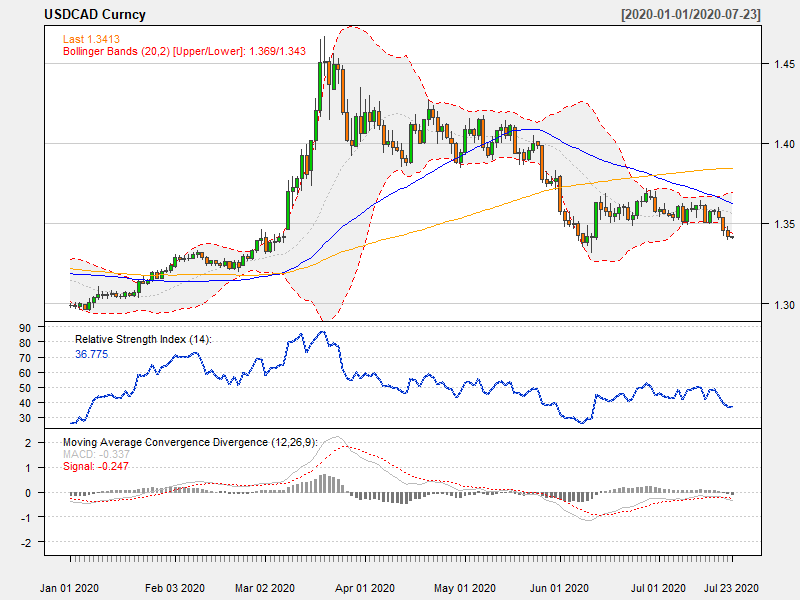 USDCAD Curncy [2020-01-01/2020-07-23]
Last 1.3413
Bollinger Bands (20,2) [Upper/Lower]: 1.369/1.343
1.45
1.40
1.35
1.30
90
80
70
60
50
40
30
Relative Strength Index (14):
36.775
2
1
0
-1
-2
Moving Average Convergence Divergence (12,26,9):
MACD: -0.337
Signal: -0.247
Jan 01 2020 Feb 03 2020 Mar 02 2020 Apr 01 2020 May 01 2020 Jun 01 2020 Jul 01 2020 Jul 23 2020